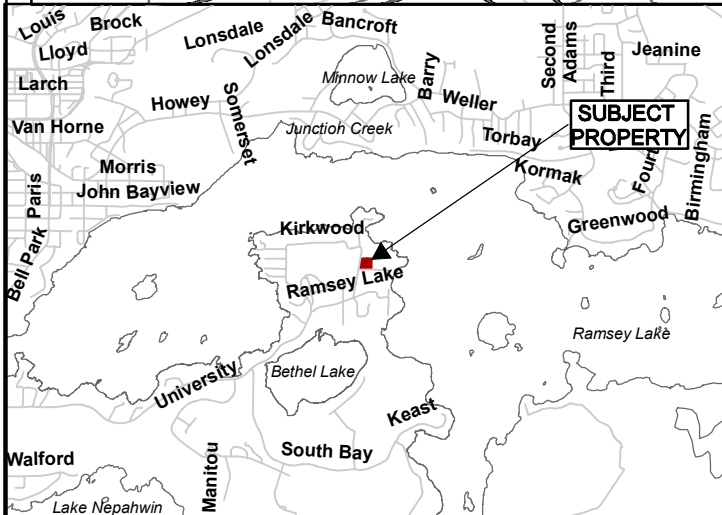 Louis
Brock
Lloyd
Larch
Van Horne
Lonsdale
Lonsdale
Bancroft
Minnow Lake
Barry
Weller
Second
Adams
Third
Jeanine
Howey
Somerset
Junction Creek
Torbay
SUBJECT
PROPERTY
Morris
John Bayview
Kormak
Fourt
Birmingham
Paris
Bell Park
Kirkwood
Greenwood
Ramsey Lake
Ramsey Lake
Bethel Lake
University
Keast
Walford
South Bay
Manitou
Lake Nepahwin